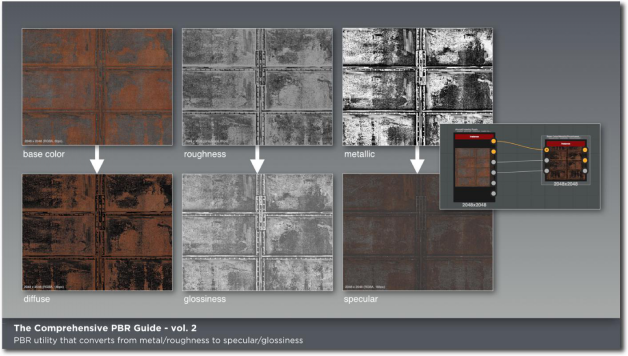 base color
roughness
metallic
2048x2048
2048x2048
diffuse
glossiness
specular
The Comprehensive PBR Guide - vol. 2
PBR utility that converts from metal/roughness to specular/glossiness